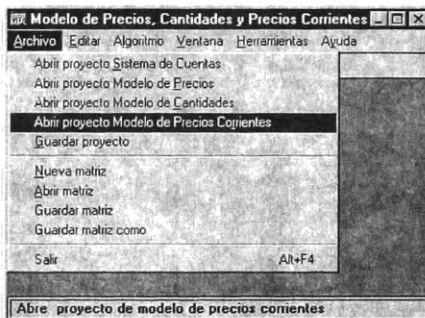 Modelo de Precios, Cantidades y Precios Corrientes
Archivo Editar Algoritmo Ventana Herramientas Ayuda
Abrir proyecto Sistema de Cuentas
Abrir proyecto Modelo de Precios
Abrir proyecto Modelo de Cantidades
Abrir proyecto Modelo de Precios Corrientes
Guardar proyecto
Nueva matriz
Abrir matriz
Guardar matriz
Guardar matriz como
Salir Alt+F4
Abre proyecto de modelo de precios corrientes